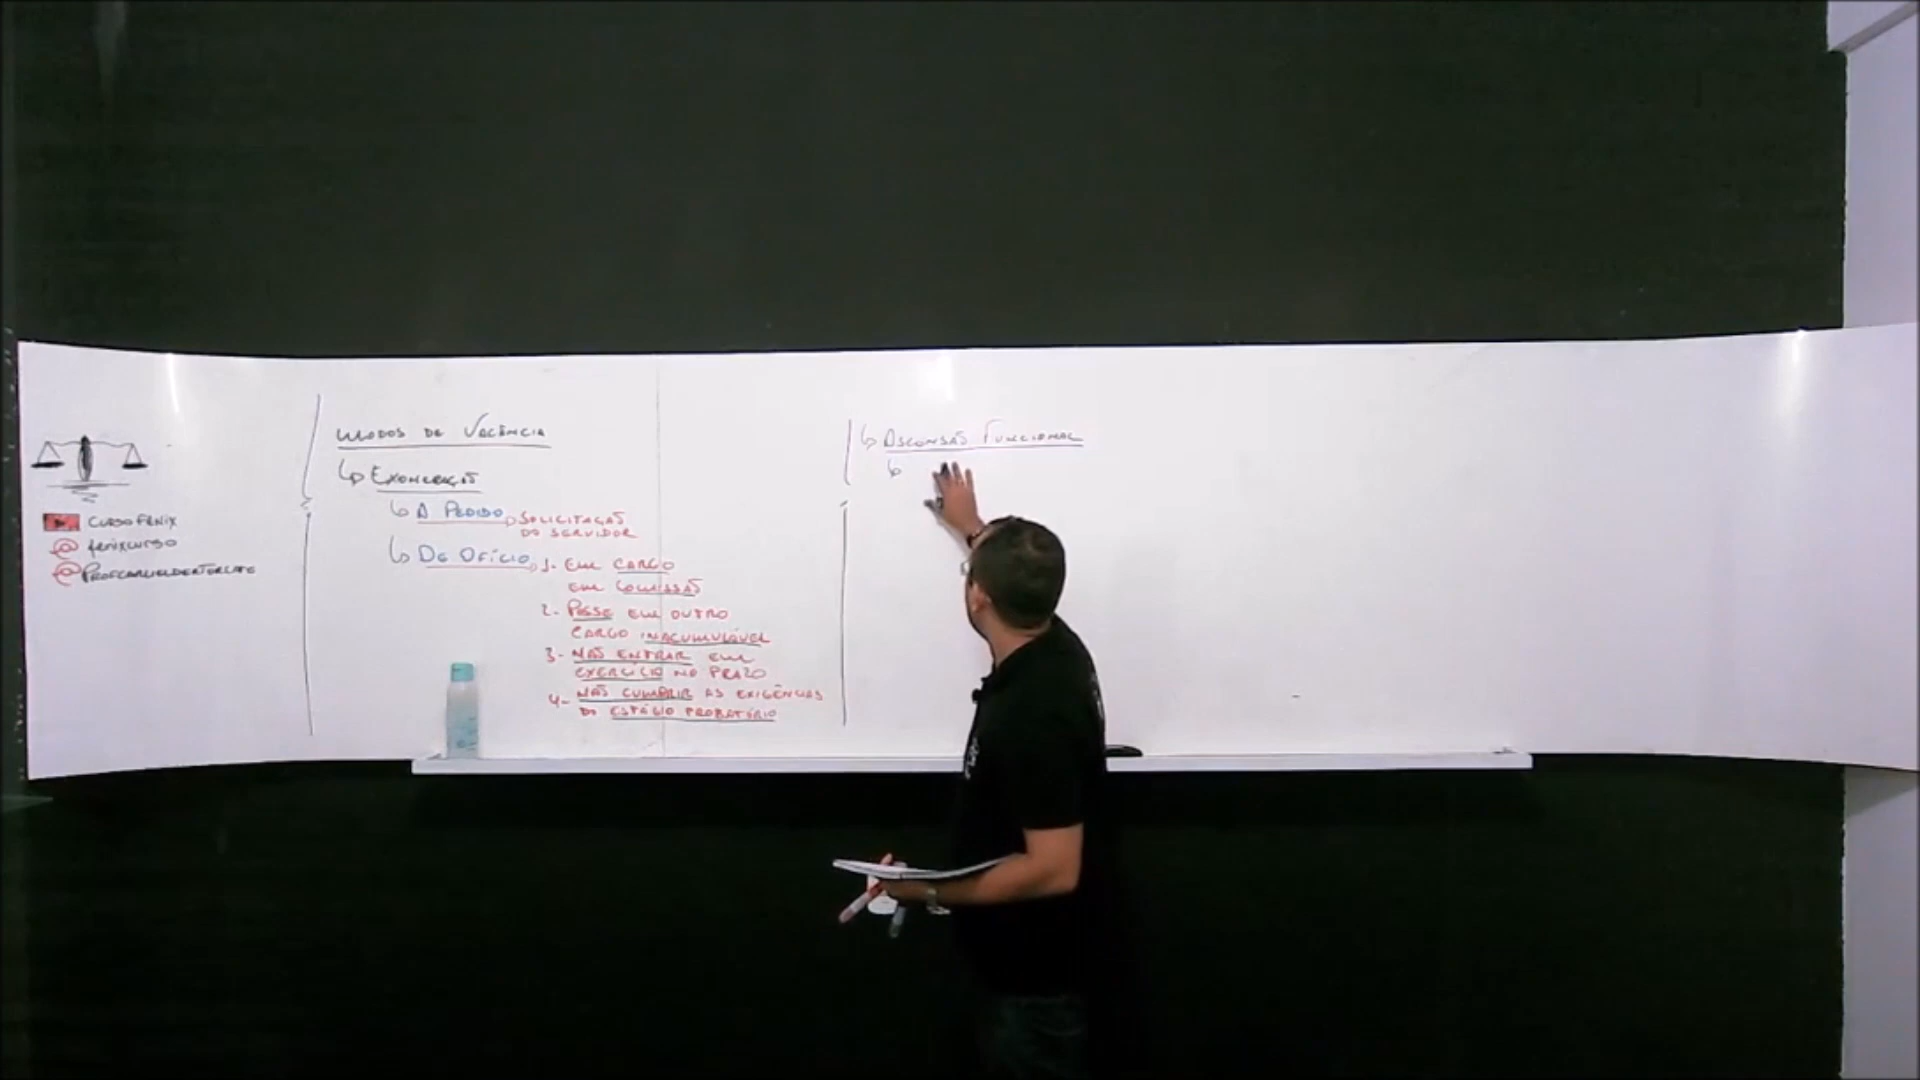 CURSO FÊNIX
@fenixcurso
MODOS DE VACÂNCIA
↳ EXONERAÇÃO
↳ A PEDIDO → SOLICITAÇÃO
DO SERVIDOR
↳ DE OFÍCIO → 1- EM CARGO
EM COMISSÃO
2- POSSE EM OUTRO
CARGO INACUMULÁVEL
3- NÃO ENTRAR EM
EXERCÍCIO NO PRAZO
4- NÃO CUMPRIR AS EXIGÊNCIAS
DO ESTÁGIO PROBATÓRIO
↳ ASCENSÃO FUNCIONAL
↳